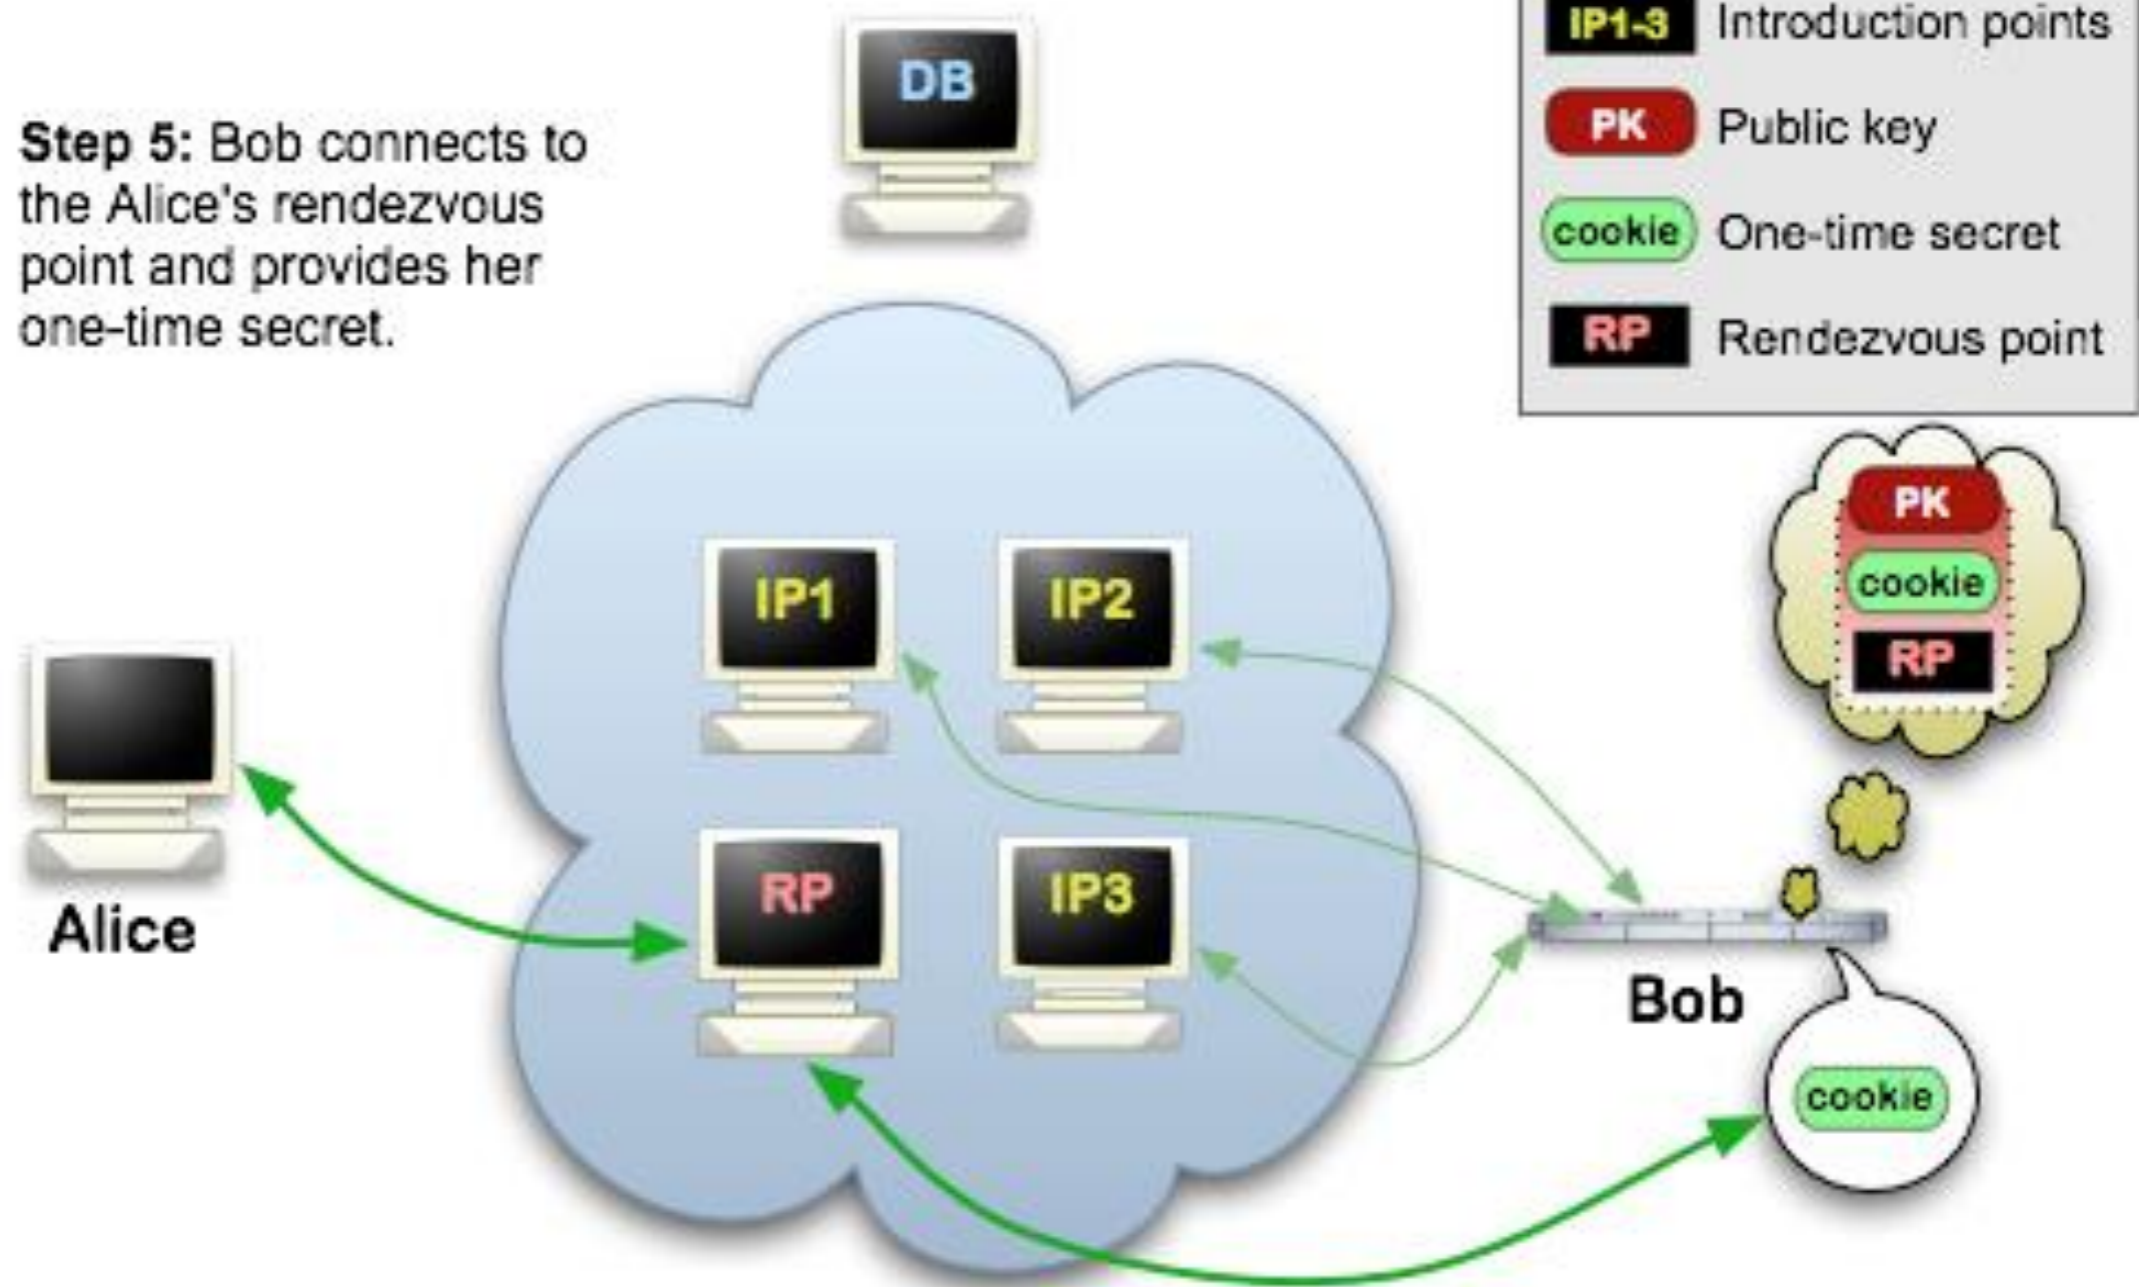 DB
IP1-3 Introduction points
PK Public key
cookie One-time secret
RP Rendezvous point
Step 5: Bob connects to
the Alice's rendezvous
point and provides her
one-time secret.
PK
cookie
RP
IP1
IP2
RP
IP3
Alice
Bob
cookie